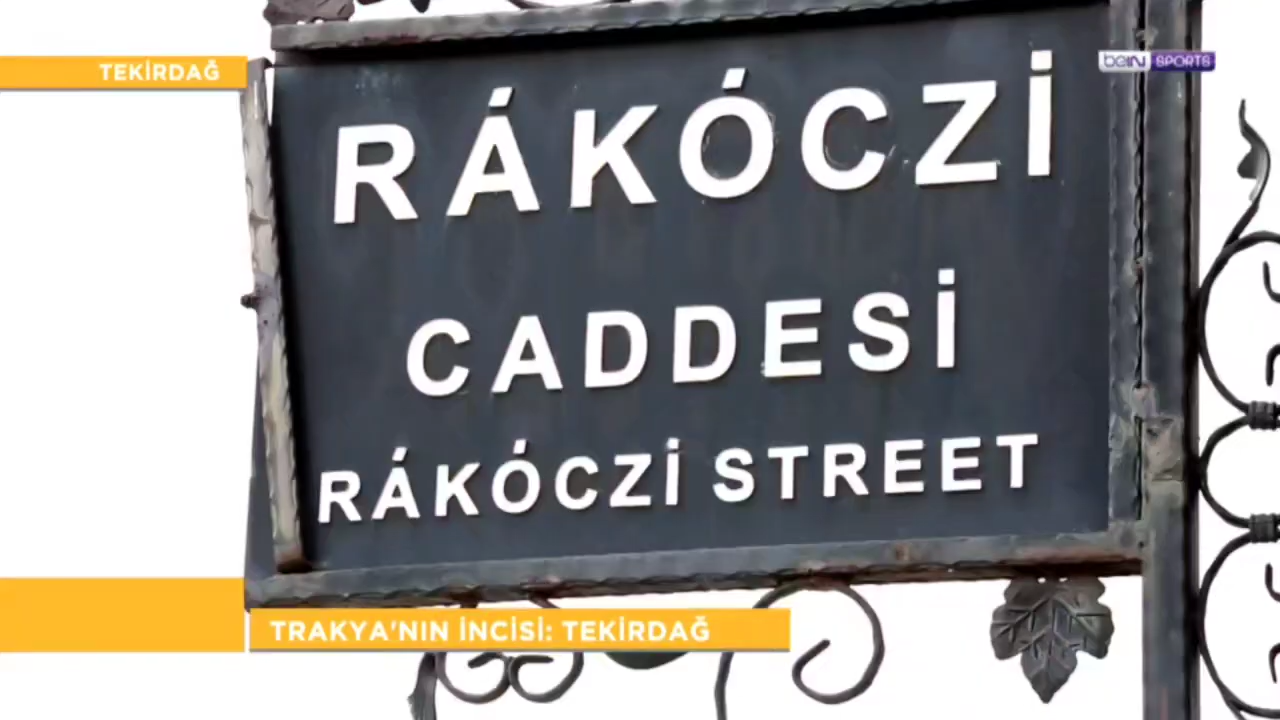 TEKİRDAĞ
beIN SPORTS
RÁKÓCZİ
CADDESİ
RÁKÓCZİ STREET
TRAKYA'NIN İNCİSİ: TEKİRDAĞ